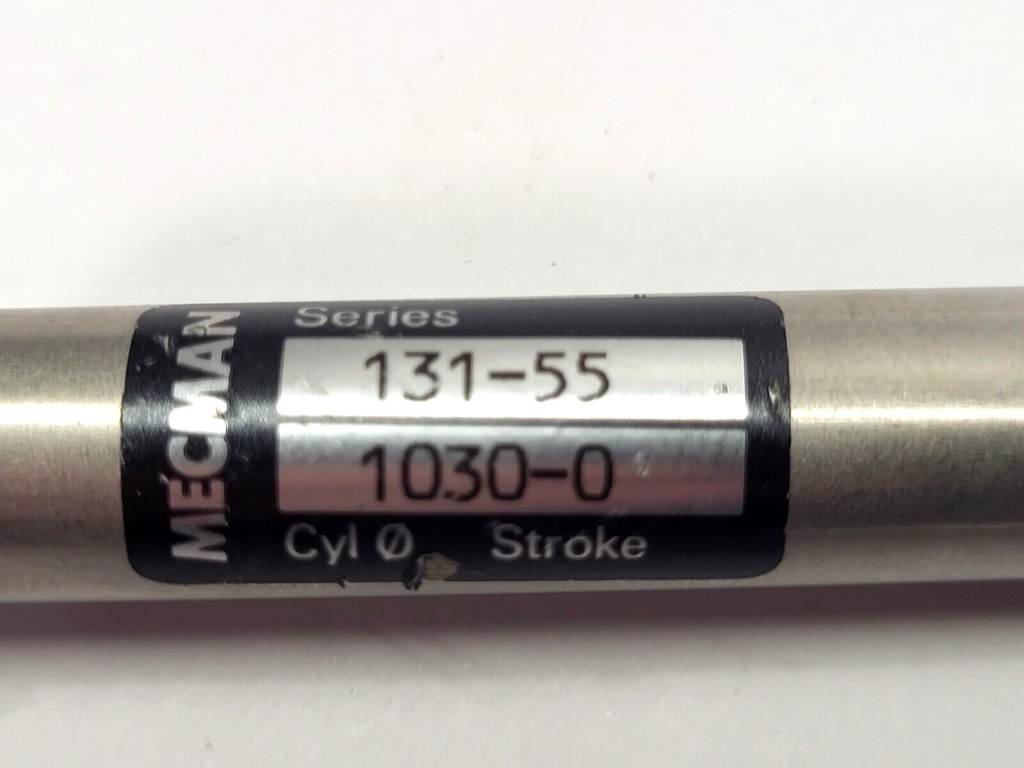 MECMAN
Series
131-55
1030-0
Cyl Ø Stroke